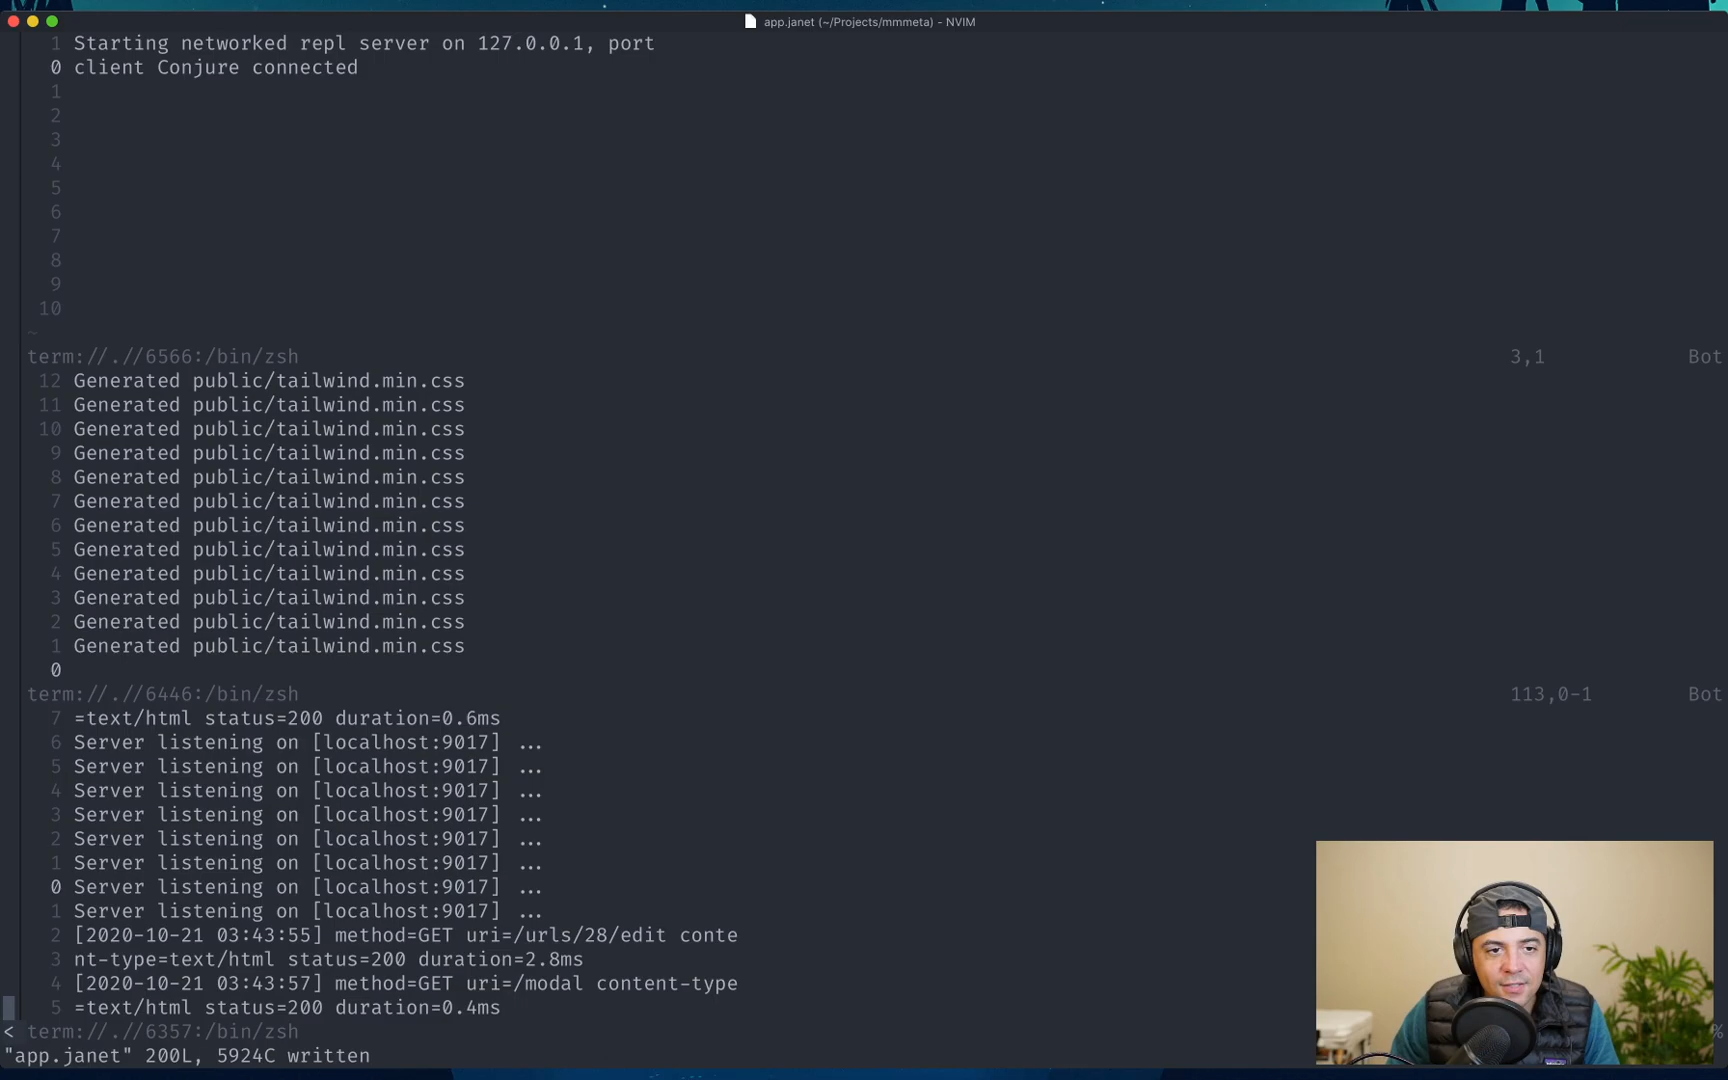 app.janet (~/Projects/mmmeta) - NVIM
1 Starting networked repl server on 127.0.0.1, port
0 client Conjure connected
1
2
3
4
5
6
7
8
9
10
~
term://.//6566:/bin/zsh 3,1 Bot
12 Generated public/tailwind.min.css
11 Generated public/tailwind.min.css
10 Generated public/tailwind.min.css
9 Generated public/tailwind.min.css
8 Generated public/tailwind.min.css
7 Generated public/tailwind.min.css
6 Generated public/tailwind.min.css
5 Generated public/tailwind.min.css
4 Generated public/tailwind.min.css
3 Generated public/tailwind.min.css
2 Generated public/tailwind.min.css
1 Generated public/tailwind.min.css
0
term://.//6446:/bin/zsh 113,0-1 Bot
7 =text/html status=200 duration=0.6ms
6 Server listening on [localhost:9017] ...
5 Server listening on [localhost:9017] ...
4 Server listening on [localhost:9017] ...
3 Server listening on [localhost:9017] ...
2 Server listening on [localhost:9017] ...
1 Server listening on [localhost:9017] ...
0 Server listening on [localhost:9017] ...
1 Server listening on [localhost:9017] ...
2 [2020-10-21 03:43:55] method=GET uri=/urls/28/edit conte
3 nt-type=text/html status=200 duration=2.8ms
4 [2020-10-21 03:43:57] method=GET uri=/modal content-type
5 =text/html status=200 duration=0.4ms
< term://.//6357:/bin/zsh %
"app.janet" 200L, 5924C written